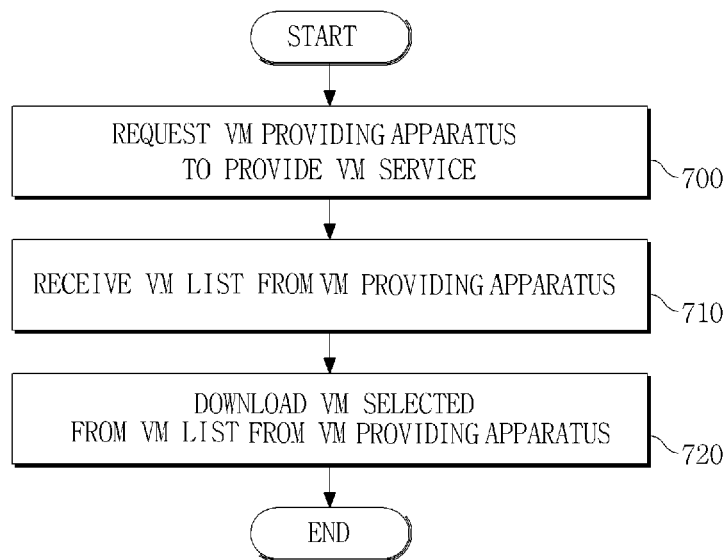 START
REQUEST VM PROVIDING APPARATUS
TO PROVIDE VM SERVICE
700
RECEIVE VM LIST FROM VM PROVIDING APPARATUS
710
DOWNLOAD VM SELECTED
FROM VM LIST FROM VM PROVIDING APPARATUS
720
END